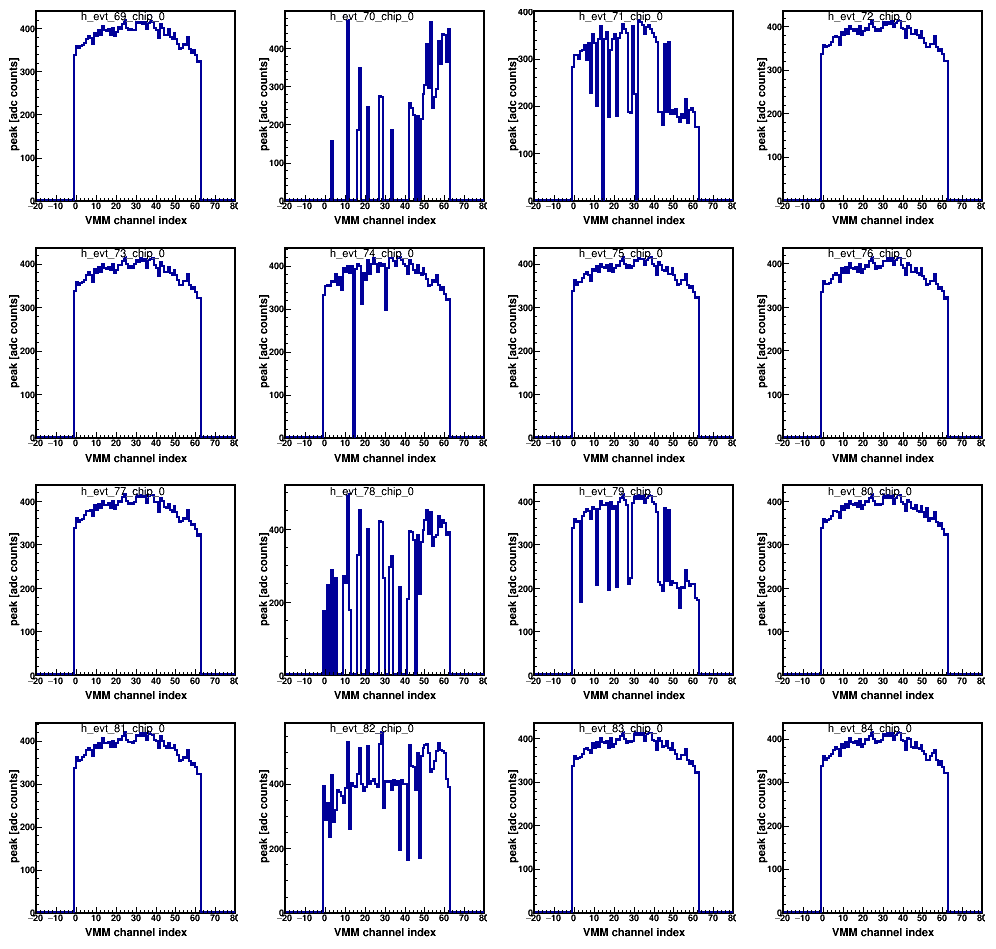 h_evt_69_chip_0
peak [adc counts]
400
300
200
100
0
−20 −10 0 10 20 30 40 50 60 70 80
VMM channel index
h_evt_70_chip_0
peak [adc counts]
400
300
200
100
0
−20 −10 0 10 20 30 40 50 60 70 80
VMM channel index
h_evt_71_chip_0
peak [adc counts]
400
350
300
250
200
150
100
50
0
−20 −10 0 10 20 30 40 50 60 70 80
VMM channel index
h_evt_72_chip_0
peak [adc counts]
400
300
200
100
0
−20 −10 0 10 20 30 40 50 60 70 80
VMM channel index
h_evt_73_chip_0
peak [adc counts]
400
300
200
100
0
−20 −10 0 10 20 30 40 50 60 70 80
VMM channel index
h_evt_74_chip_0
peak [adc counts]
400
300
200
100
0
−20 −10 0 10 20 30 40 50 60 70 80
VMM channel index
h_evt_75_chip_0
peak [adc counts]
400
300
200
100
0
−20 −10 0 10 20 30 40 50 60 70 80
VMM channel index
h_evt_76_chip_0
peak [adc counts]
400
300
200
100
0
−20 −10 0 10 20 30 40 50 60 70 80
VMM channel index
h_evt_77_chip_0
peak [adc counts]
400
300
200
100
0
−20 −10 0 10 20 30 40 50 60 70 80
VMM channel index
h_evt_78_chip_0
peak [adc counts]
400
200
0
−20 −10 0 10 20 30 40 50 60 70 80
VMM channel index
h_evt_79_chip_0
peak [adc counts]
400
300
200
100
0
−20 −10 0 10 20 30 40 50 60 70 80
VMM channel index
h_evt_80_chip_0
peak [adc counts]
400
300
200
100
0
−20 −10 0 10 20 30 40 50 60 70 80
VMM channel index
h_evt_81_chip_0
peak [adc counts]
400
300
200
100
0
−20 −10 0 10 20 30 40 50 60 70 80
VMM channel index
h_evt_82_chip_0
peak [adc counts]
400
200
0
−20 −10 0 10 20 30 40 50 60 70 80
VMM channel index
h_evt_83_chip_0
peak [adc counts]
400
300
200
100
0
−20 −10 0 10 20 30 40 50 60 70 80
VMM channel index
h_evt_84_chip_0
peak [adc counts]
400
300
200
100
0
−20 −10 0 10 20 30 40 50 60 70 80
VMM channel index